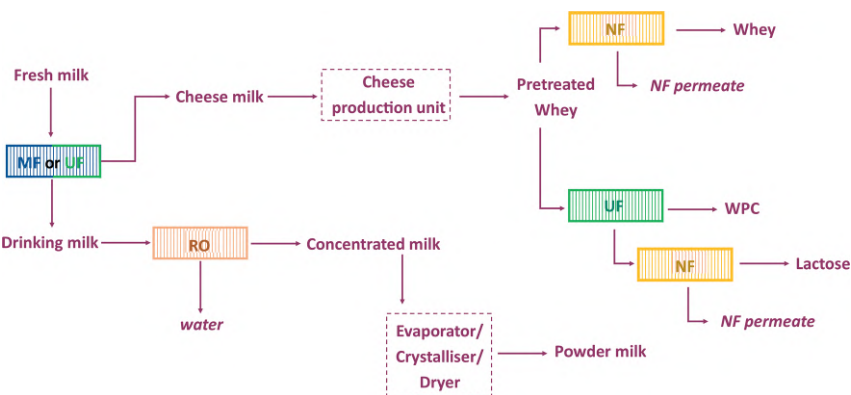 NF
Whey
Fresh milk
Cheese milk
Cheese
production unit
Pretreated
Whey
NF permeate
MF or UF
UF
WPC
Drinking milk
RO
Concentrated milk
NF
Lactose
water
NF permeate
Evaporator/
Crystalliser/
Dryer
Powder milk